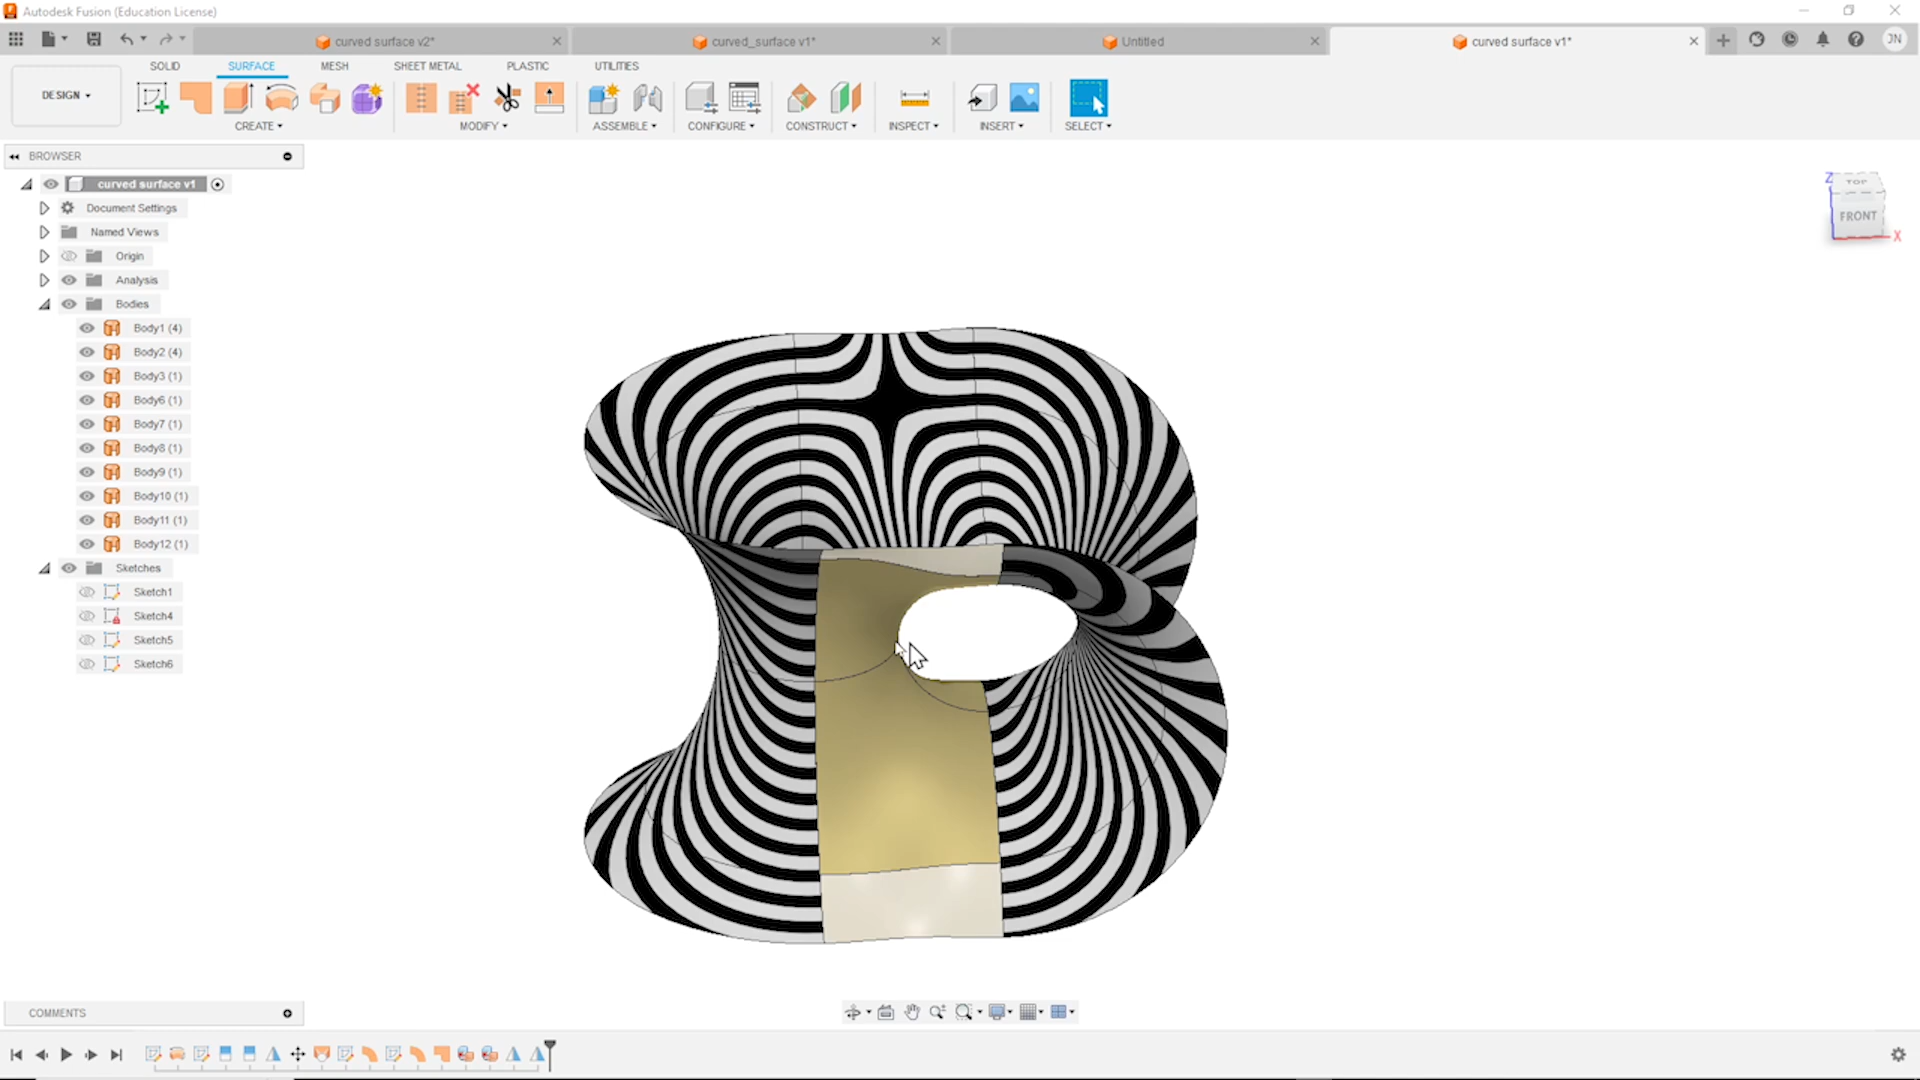 Autodesk Fusion (Education License)
curved surface v2*
curved_surface v1*
Untitled
curved surface v1*
JN
SOLID
SURFACE
MESH
SHEET METAL
PLASTIC
UTILITIES
DESIGN
CREATE
MODIFY
ASSEMBLE
CONFIGURE
CONSTRUCT
INSPECT
INSERT
SELECT
BROWSER
curved surface v1
Document Settings
Named Views
Origin
Analysis
Bodies
Body1 (4)
Body2 (4)
Body3 (1)
Body6 (1)
Body7 (1)
Body8 (1)
Body9 (1)
Body10 (1)
Body11 (1)
Body12 (1)
Sketches
Sketch1
Sketch4
Sketch5
Sketch6
Z
TOP
FRONT
X
COMMENTS